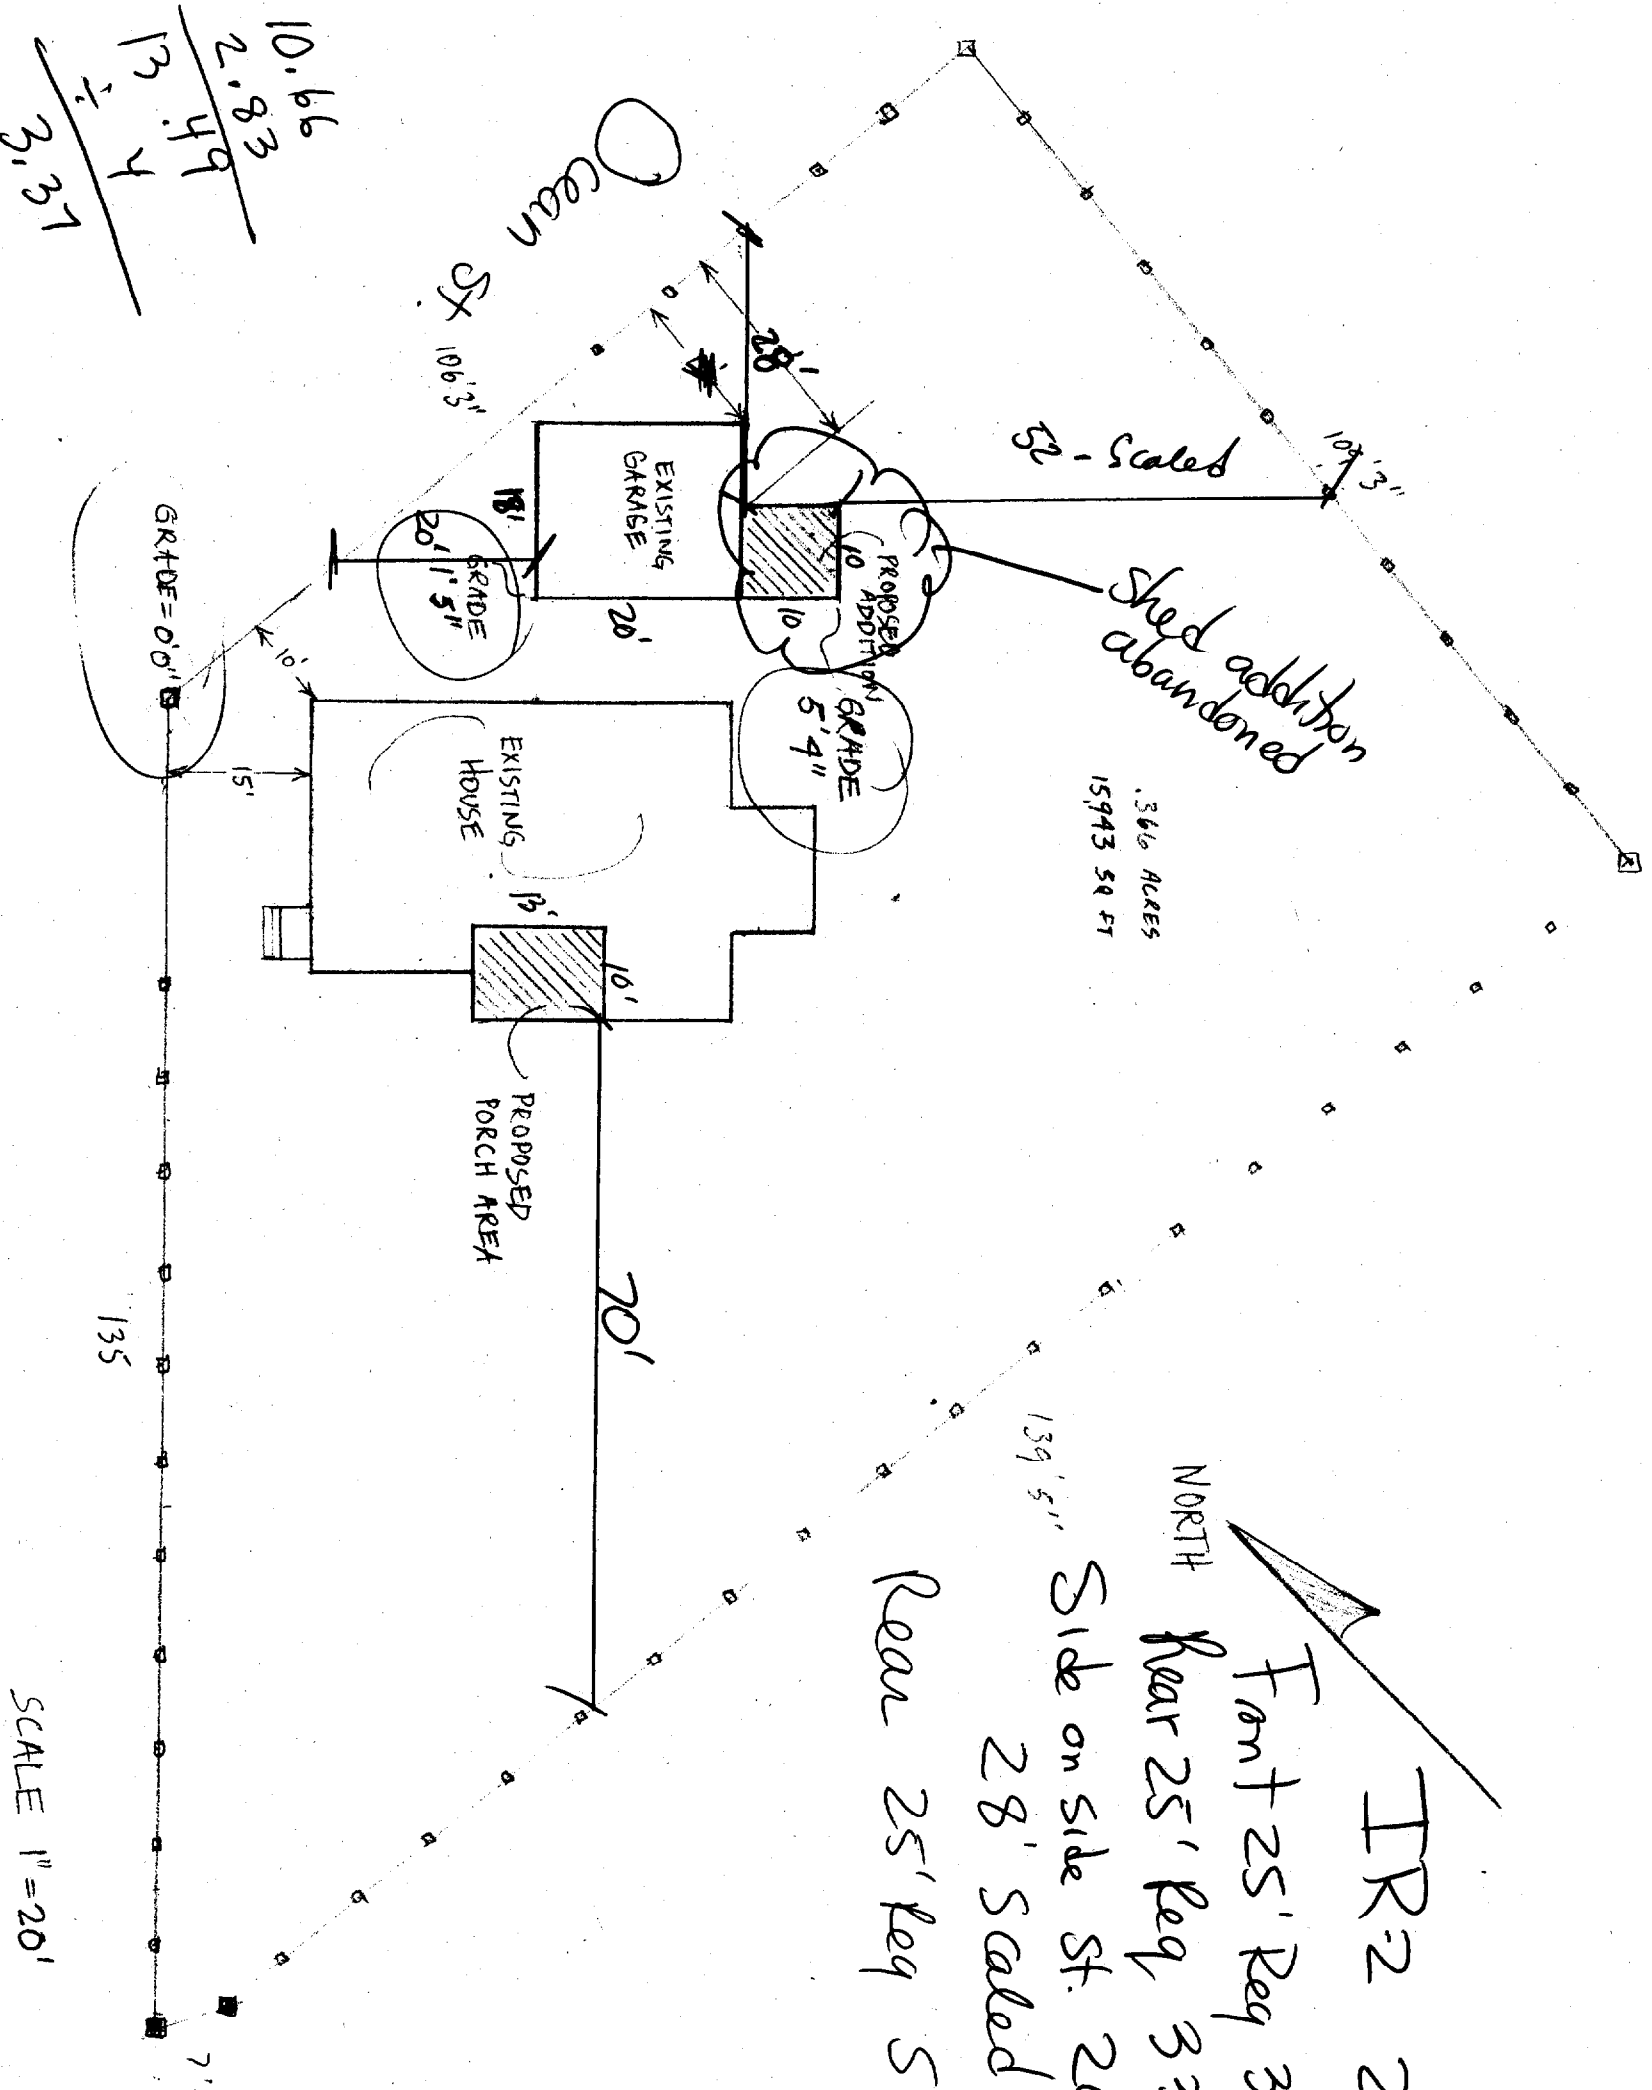 IR-2 2
Front 25' Req 3
Rear 25' Req 33
Side on side St. 20
28' Scaled
Rear 25' Req 5
NORTH
109'3"
52 - Scaled
Shed addition
abandoned
.366 ACRES
15,943 SQ FT
139'5"
28'
PROPOSED
ADDITION
10
10
GRADE
5'4"
EXISTING
GARAGE
18'
20'
20'
GRADE
1'5"
Ocean St.
106'3"
10'
EXISTING
HOUSE
13'
10'
PROPOSED
PORCH AREA
70'
15'
GRADE = 0'0"
135'
7'
SCALE 1"=20'
10.66
2.83
13.49
÷ 4
3.37